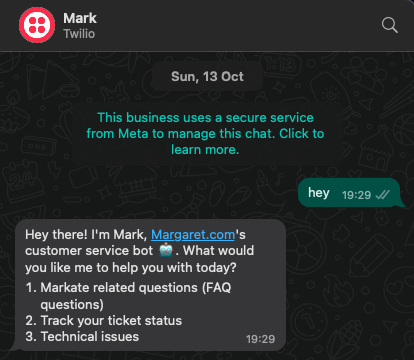 Mark
Twilio
Sun, 13 Oct
This business uses a secure service
from Meta to manage this chat. Click to
learn more.
hey 19:29
Hey there! I'm Mark, Margaret.com's
customer service bot 🤖. What would
you like me to help you with today?
1. Markate related questions (FAQ
questions)
2. Track your ticket status
3. Technical issues
19:29